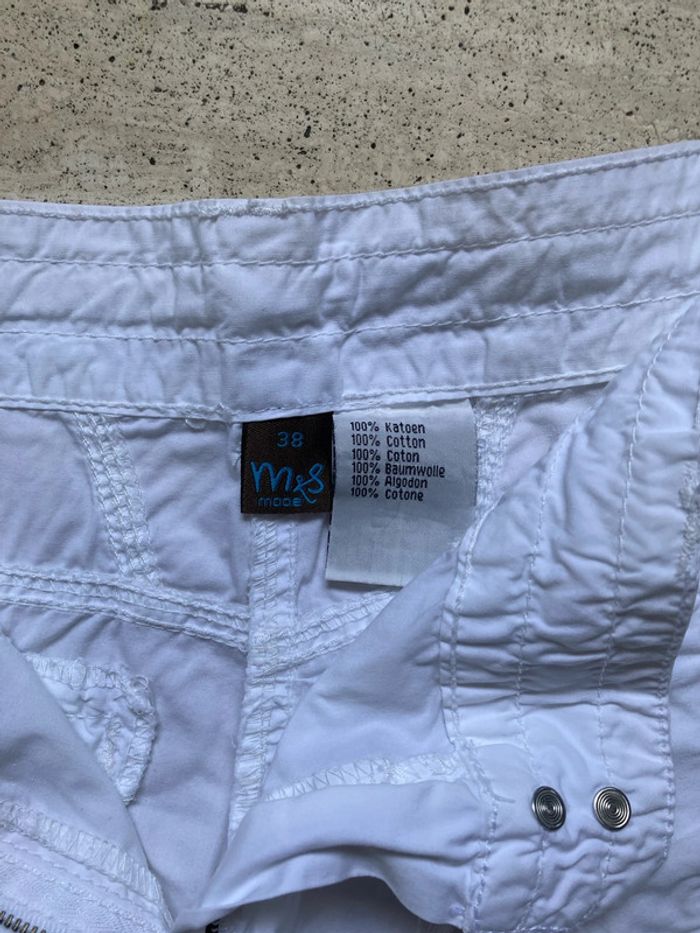 38
M&S
mode
100% Katoen
100% Cotton
100% Coton
100% Baumwolle
100% Algodon
100% Cotone